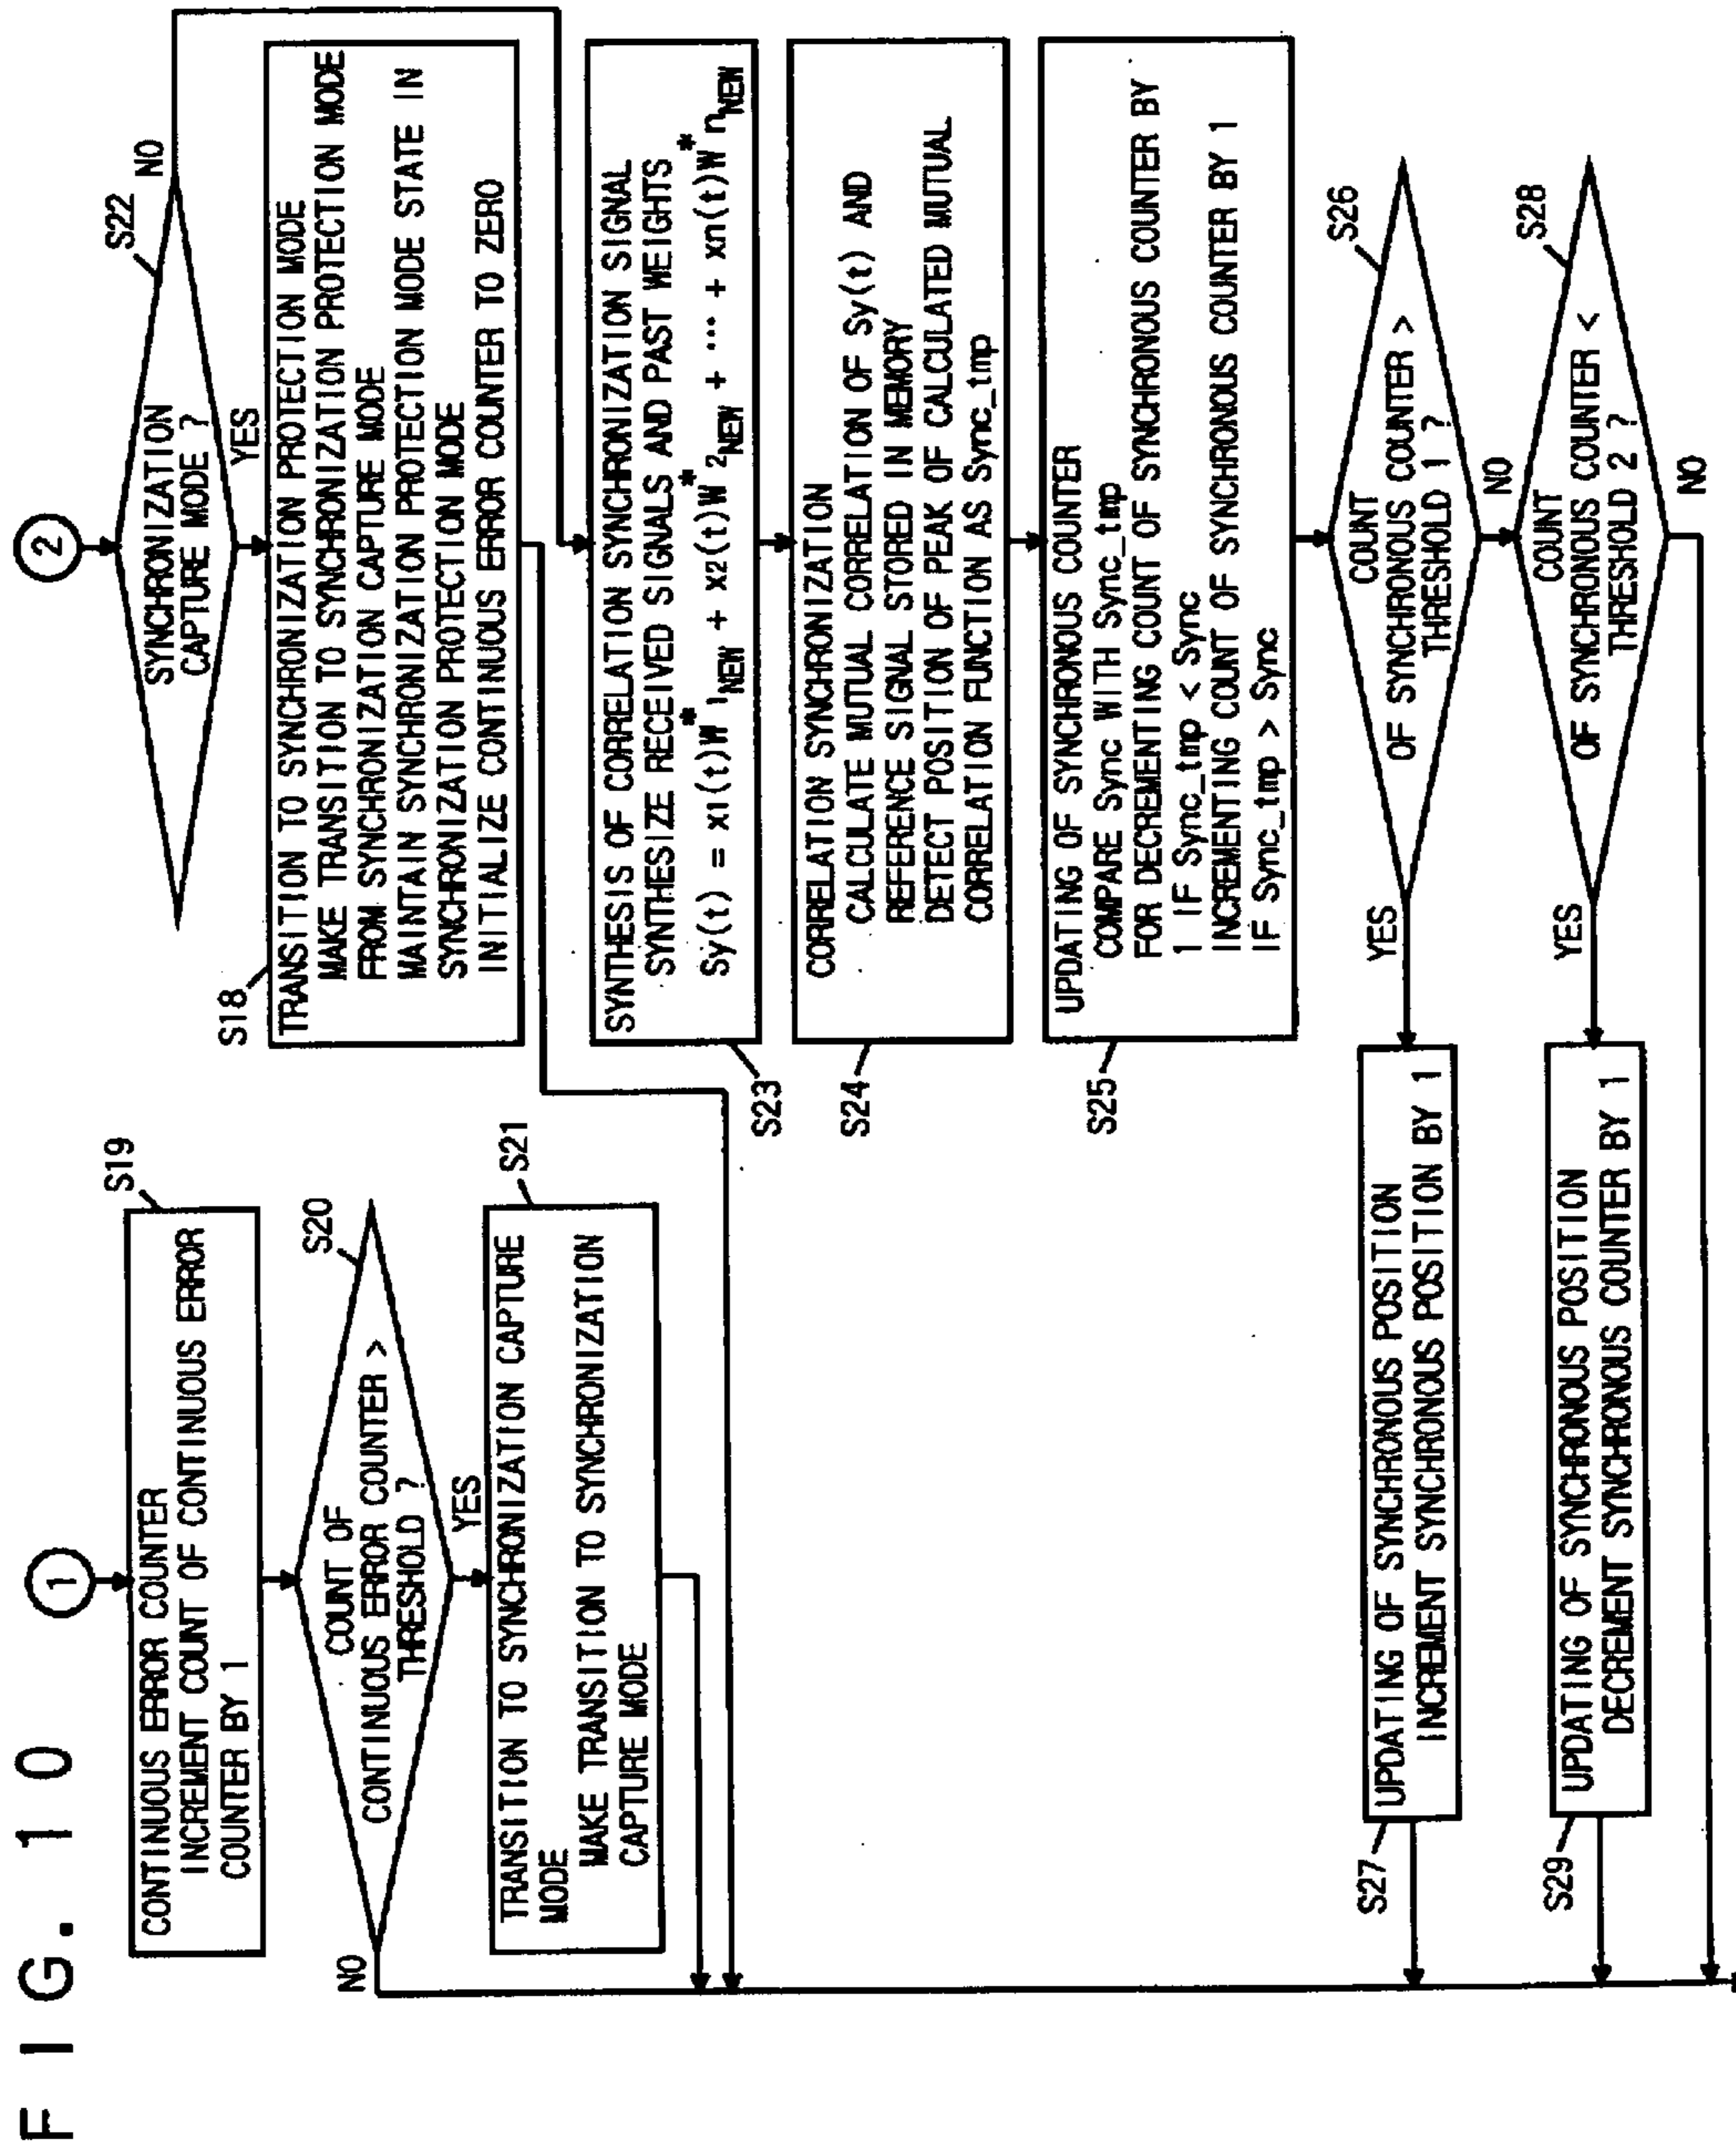 FIG. 10
1
S19
CONTINUOUS ERROR COUNTER
INCREMENT COUNT OF CONTINUOUS ERROR
COUNTER BY 1
S20
COUNT OF
CONTINUOUS ERROR COUNTER >
THRESHOLD ?
NO
YES
S21
TRANSITION TO SYNCHRONIZATION CAPTURE
MODE
MAKE TRANSITION TO SYNCHRONIZATION
CAPTURE MODE
2
S22
SYNCHRONIZATION
CAPTURE MODE ?
NO
YES
S18
TRANSITION TO SYNCHRONIZATION PROTECTION MODE
MAKE TRANSITION TO SYNCHRONIZATION PROTECTION MODE
FROM SYNCHRONIZATION CAPTURE MODE
MAINTAIN SYNCHRONIZATION PROTECTION MODE STATE IN
SYNCHRONIZATION PROTECTION MODE
INITIALIZE CONTINUOUS ERROR COUNTER TO ZERO
SYNTHESIS OF CORRELATION SYNCHRONIZATION SIGNAL
SYNTHESIZE RECEIVED SIGNALS AND PAST WEIGHTS
Sy(t) = x1(t)W*1NEW + x2(t)W*2NEW + ... + xn(t)W*nNEW
S23
CORRELATION SYNCHRONIZATION
CALCULATE MUTUAL CORRELATION OF Sy(t) AND
REFERENCE SIGNAL STORED IN MEMORY
DETECT POSITION OF PEAK OF CALCULATED MUTUAL
CORRELATION FUNCTION AS Sync_tmp
S24
UPDATING OF SYNCHRONOUS COUNTER
COMPARE Sync WITH Sync_tmp
FOR DECREMENTING COUNT OF SYNCHRONOUS COUNTER BY
1 IF Sync_tmp < Sync
INCREMENTING COUNT OF SYNCHRONOUS COUNTER BY 1
IF Sync_tmp > Sync
S25
S26
COUNT
OF SYNCHRONOUS COUNTER >
THRESHOLD 1 ?
YES
NO
S27
UPDATING OF SYNCHRONOUS POSITION
INCREMENT SYNCHRONOUS POSITION BY 1
S28
COUNT
OF SYNCHRONOUS COUNTER <
THRESHOLD 2 ?
YES
NO
S29
UPDATING OF SYNCHRONOUS POSITION
DECREMENT SYNCHRONOUS COUNTER BY 1